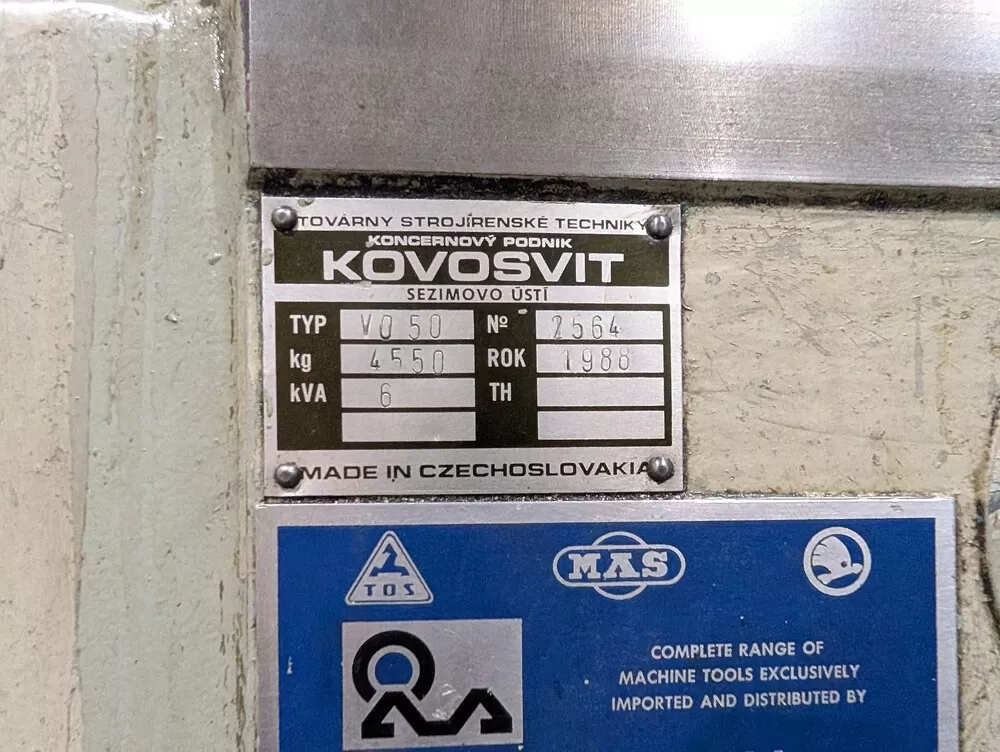 TOVÁRNY STROJÍRENSKÉ TECHNIKY
KONCERNOVÝ PODNIK
KOVOSVIT
SEZIMOVO ÚSTÍ
TYP VO 50 № 2564
kg 4550 ROK 1988
kVA 6 TH
MADE IN CZECHOSLOVAKIA
TOS MAS
COMPLETE RANGE OF
MACHINE TOOLS EXCLUSIVELY
IMPORTED AND DISTRIBUTED BY